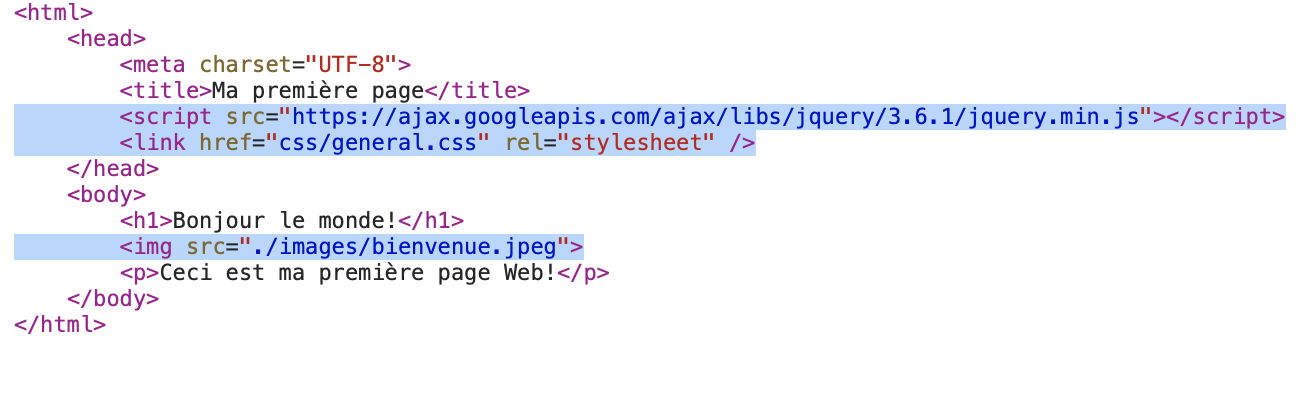 <html>
<head>
<meta charset="UTF-8">
<title>Ma première page</title>
<script src="https://ajax.googleapis.com/ajax/libs/jquery/3.6.1/jquery.min.js"></script>
<link href="css/general.css" rel="stylesheet" />
</head>
<body>
<h1>Bonjour le monde!</h1>
<img src="./images/bienvenue.jpeg">
<p>Ceci est ma première page Web!</p>
</body>
</html>